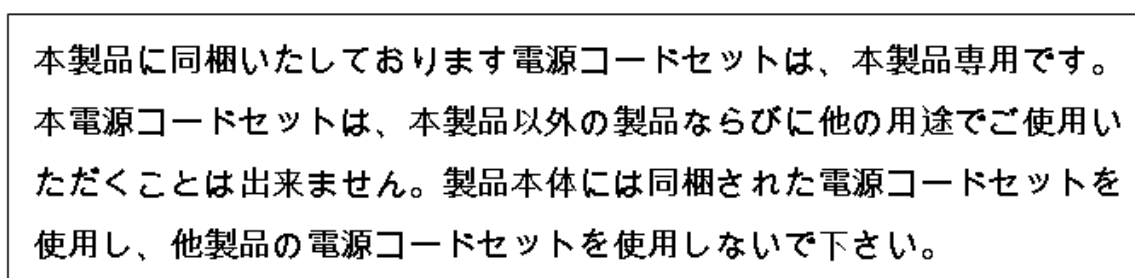 本製品に同梱いたしております電源コードセットは、本製品専用です。
本電源コードセットは、本製品以外の製品ならびに他の用途でご使用い
ただくことは出来ません。製品本体には同梱された電源コードセットを
使用し、他製品の電源コードセットを使用しないで下さい。